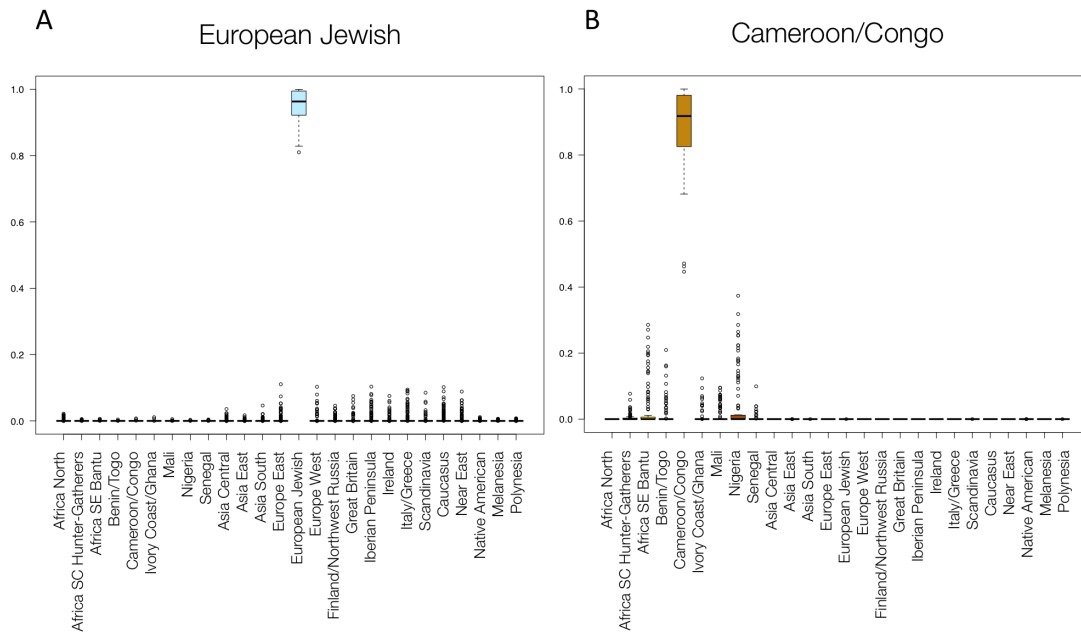 A
European Jewish
1.0
0.8
0.6
0.4
0.2
0.0
Africa North
Africa SC Hunter-Gatherers
Africa SE Bantu
Benin/Togo
Cameroon/Congo
Ivory Coast/Ghana
Mali
Nigeria
Senegal
Asia Central
Asia East
Asia South
Europe East
European Jewish
Europe West
Finland/Northwest Russia
Great Britain
Iberian Peninsula
Ireland
Italy/Greece
Scandinavia
Caucasus
Near East
Native American
Melanesia
Polynesia
B
Cameroon/Congo
1.0
0.8
0.6
0.4
0.2
0.0
Africa North
Africa SC Hunter-Gatherers
Africa SE Bantu
Benin/Togo
Cameroon/Congo
Ivory Coast/Ghana
Mali
Nigeria
Senegal
Asia Central
Asia East
Asia South
Europe East
European Jewish
Europe West
Finland/Northwest Russia
Great Britain
Iberian Peninsula
Ireland
Italy/Greece
Scandinavia
Caucasus
Near East
Native American
Melanesia
Polynesia